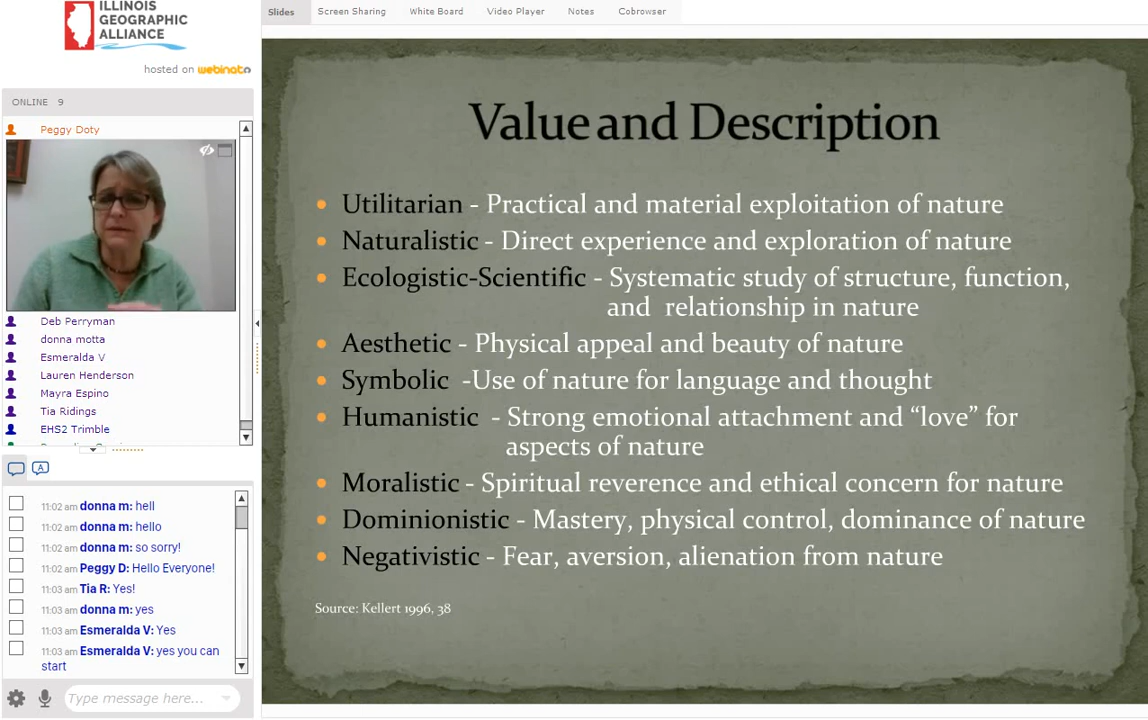 ILLINOIS
GEOGRAPHIC
ALLIANCE
hosted on webinato
ONLINE 9
Peggy Doty
Deb Perryman
donna motta
Esmeralda V
Lauren Henderson
Mayra Espino
Tia Ridings
EHS2 Trimble
A
11:02 am donna m: hell
11:02 am donna m: hello
11:02 am donna m: so sorry!
11:02 am Peggy D: Hello Everyone!
11:03 am Tia R: Yes!
11:03 am donna m: yes
11:03 am Esmeralda V: Yes
11:03 am Esmeralda V: yes you can
start
Type message here...
Slides Screen Sharing White Board Video Player Notes Cobrowser
Value and Description
• Utilitarian - Practical and material exploitation of nature
• Naturalistic - Direct experience and exploration of nature
• Ecologistic-Scientific - Systematic study of structure, function,
and relationship in nature
• Aesthetic - Physical appeal and beauty of nature
• Symbolic -Use of nature for language and thought
• Humanistic - Strong emotional attachment and “love” for
aspects of nature
• Moralistic - Spiritual reverence and ethical concern for nature
• Dominionistic - Mastery, physical control, dominance of nature
• Negativistic - Fear, aversion, alienation from nature
Source: Kellert 1996, 38